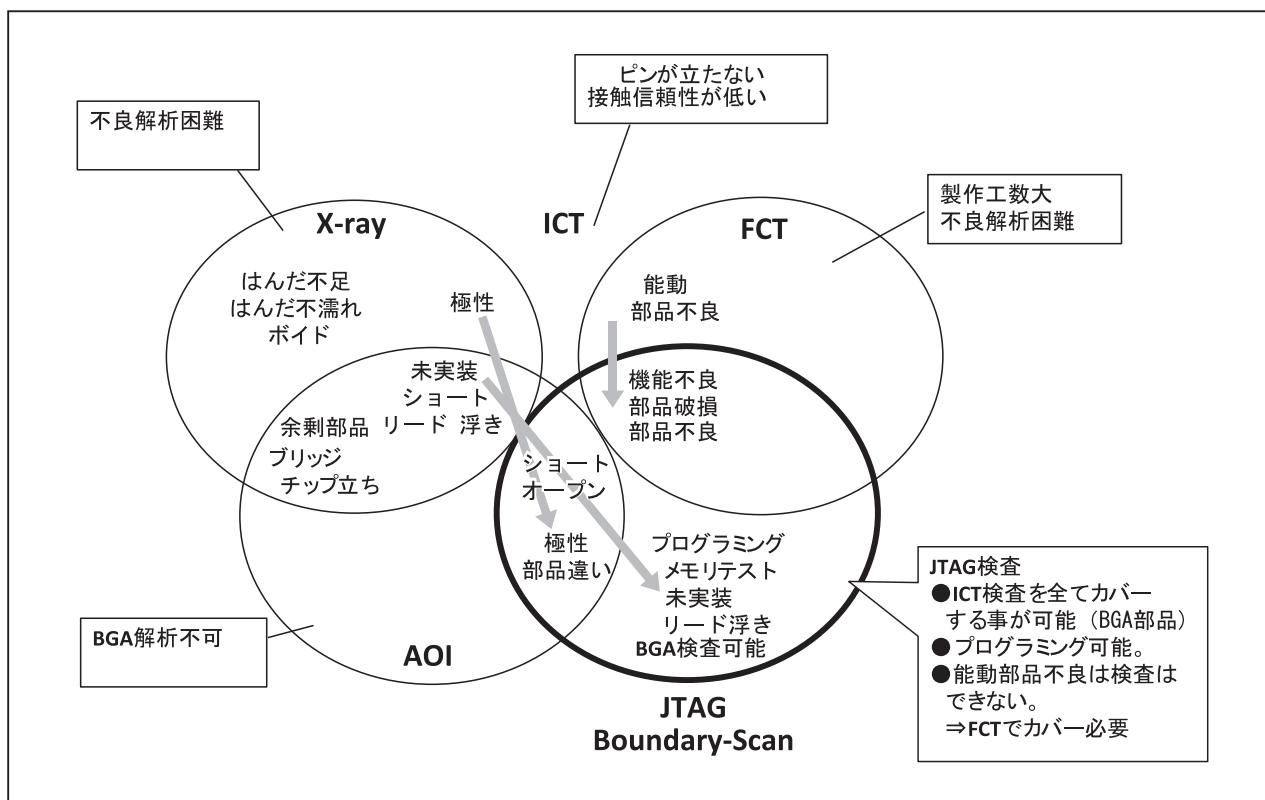 ピンが立たない
接触信頼性が低い
不良解析困難
製作工数大
不良解析困難
X-ray
ICT
FCT
はんだ不足
はんだ不濡れ
ボイド
極性
能動
部品不良
未実装
ショート
リード 浮き
機能不良
部品破損
部品不良
余剰部品
ブリッジ
チップ立ち
ショート
オープン
極性
部品違い
プログラミング
メモリテスト
未実装
リード浮き
BGA検査可能
BGA解析不可
AOI
JTAG
Boundary-Scan
JTAG検査
●ICT検査を全てカバー
する事が可能（BGA部品）
●プログラミング可能。
●能動部品不良は検査は
できない。
⇒FCTでカバー必要